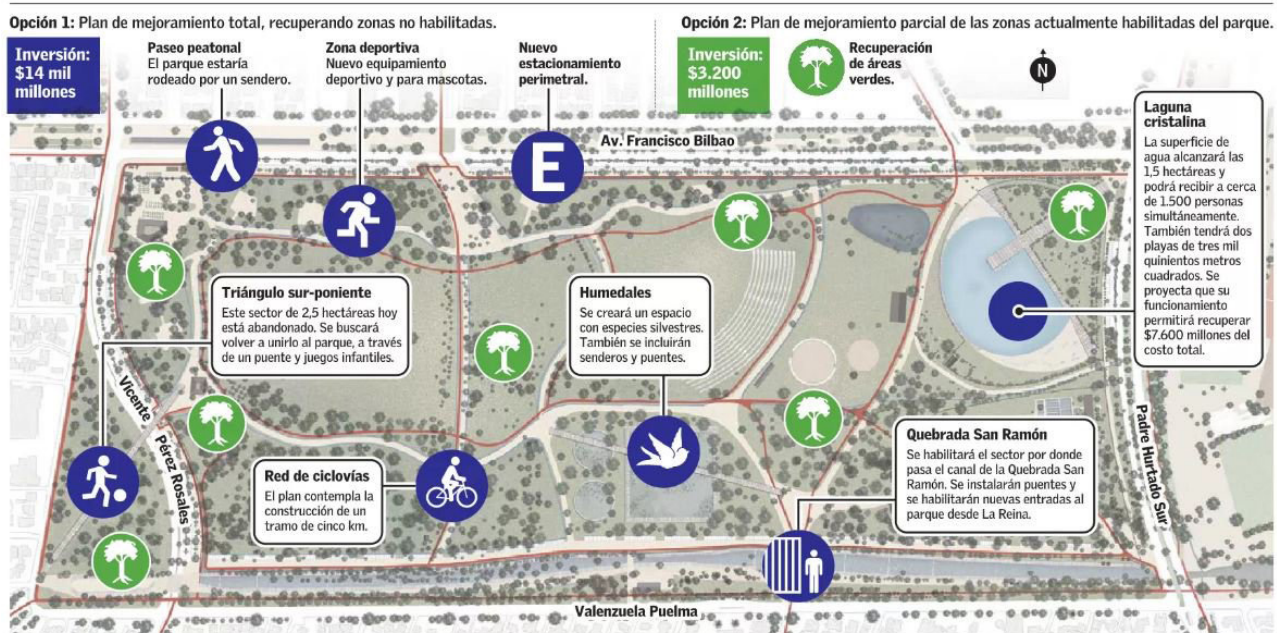 Opción 1: Plan de mejoramiento total, recuperando zonas no habilitadas.
Inversión:
$14 mil
millones
Paseo peatonal
El parque estaría
rodeado por un sendero.
Zona deportiva
Nuevo equipamiento
deportivo y para mascotas.
Nuevo
estacionamiento
perimetral.
Opción 2: Plan de mejoramiento parcial de las zonas actualmente habilitadas del parque.
Inversión:
$3.200
millones
Recuperación
de áreas
verdes.
N
Av. Francisco Bilbao
E
Laguna
cristalina
La superficie de
agua alcanzará las
1,5 hectáreas y
podrá recibir a cerca
de 1.500 personas
simultáneamente.
También tendrá dos
playas de tres mil
quinientos metros
cuadrados. Se
proyecta que su
funcionamiento
permitirá recuperar
$7.600 millones del
costo total.
Triángulo sur-poniente
Este sector de 2,5 hectáreas hoy
está abandonado. Se buscará
volver a unirlo al parque, a través
de un puente y juegos infantiles.
Humedales
Se creará un espacio
con especies silvestres.
También se incluirán
senderos y puentes.
Vicente
Pérez Rosales
Red de ciclovías
El plan contempla la
construcción de un
tramo de cinco km.
Quebrada San Ramón
Se habilitará el sector por donde
pasa el canal de la Quebrada San
Ramón. Se instalarán puentes y
se habilitarán nuevas entradas al
parque desde La Reina.
Padre Hurtado Sur
Valenzuela Puelma